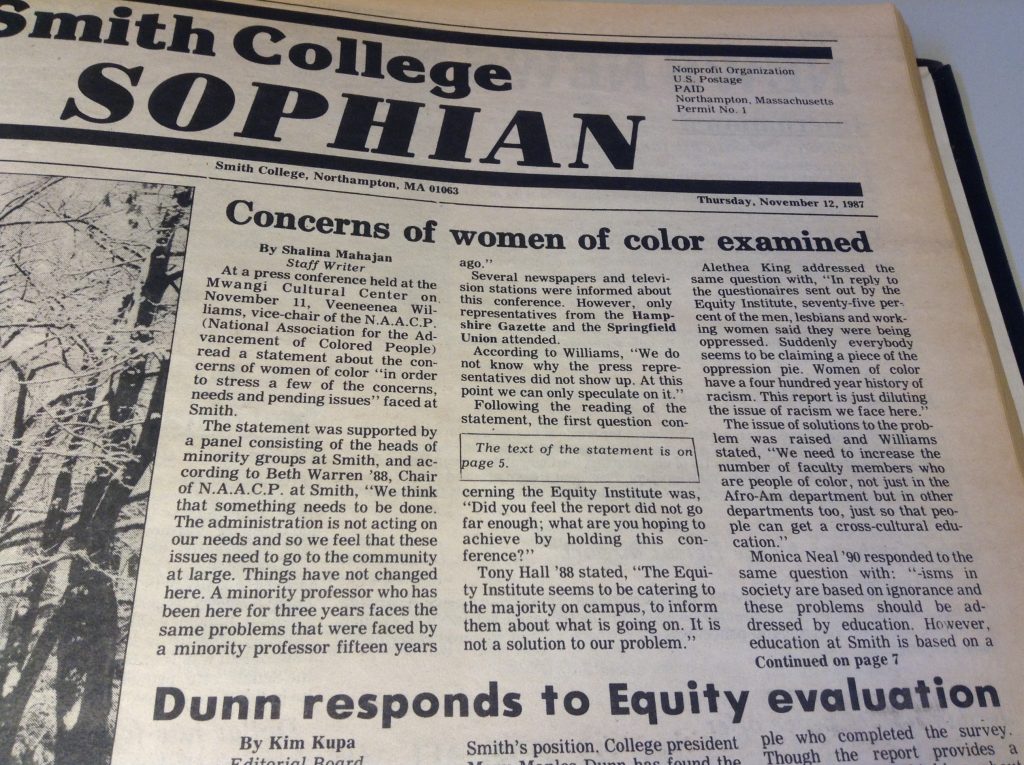 Smith College
SOPHIAN
Nonprofit Organization
U.S. Postage
PAID
Northampton, Massachusetts
Permit No. 1
Smith College, Northampton, MA 01063
Thursday, November 12, 1987
Concerns of women of color examined
By Shalina Mahajan
Staff Writer
At a press conference held at the
Mwangi Cultural Center on
November 11, Veeneenea Wil-
liams, vice-chair of the N.A.A.C.P.
(National Association for the Ad-
vancement of Colored People)
read a statement about the con-
cerns of women of color "in order
to stress a few of the concerns,
needs and pending issues" faced at
Smith.
The statement was supported by
a panel consisting of the heads of
minority groups at Smith, and ac-
cording to Beth Warren '88, Chair
of N.A.A.C.P. at Smith, "We think
that something needs to be done.
The administration is not acting on
our needs and so we feel that these
issues need to go to the community
at large. Things have not changed
here. A minority professor who has
been here for three years faces the
same problems that were faced by
a minority professor fifteen years
ago."
Several newspapers and televi-
sion stations were informed about
this conference. However, only
representatives from the Hamp-
shire Gazette and the Springfield
Union attended.
According to Williams, "We do
not know why the press repre-
sentatives did not show up. At this
point we can only speculate on it."
Following the reading of the
statement, the first question con-
The text of the statement is on
page 5.
cerning the Equity Institute was,
"Did you feel the report did not go
far enough; what are you hoping to
achieve by holding this con-
ference?"
Tony Hall '88 stated, "The Equi-
ty Institute seems to be catering to
the majority on campus, to inform
them about what is going on. It is
not a solution to our problem."
Alethea King addressed the
same question with, "In reply to
the questionaires sent out by the
Equity Institute, seventy-five per-
cent of the men, lesbians and work-
ing women said they were being
oppressed. Suddenly everybody
seems to be claiming a piece of the
oppression pie. Women of color
have a four hundred year history of
racism. This report is just diluting
the issue of racism we face here."
The issue of solutions to the prob-
lem was raised and Williams
stated, "We need to increase the
number of faculty members who
are people of color, not just in the
Afro-Am department but in other
departments too, just so that peo-
ple can get a cross-cultural edu-
cation."
Monica Neal '90 responded to the
same question with: "-isms in
society are based on ignorance and
these problems should be ad-
dressed by education. However,
education at Smith is based on a
Continued on page 7
Dunn responds to Equity evaluation
By Kim Kupa
Editorial Board
Smith's position. College president
Dunn has found the
ple who completed the survey.
Though the report provides a